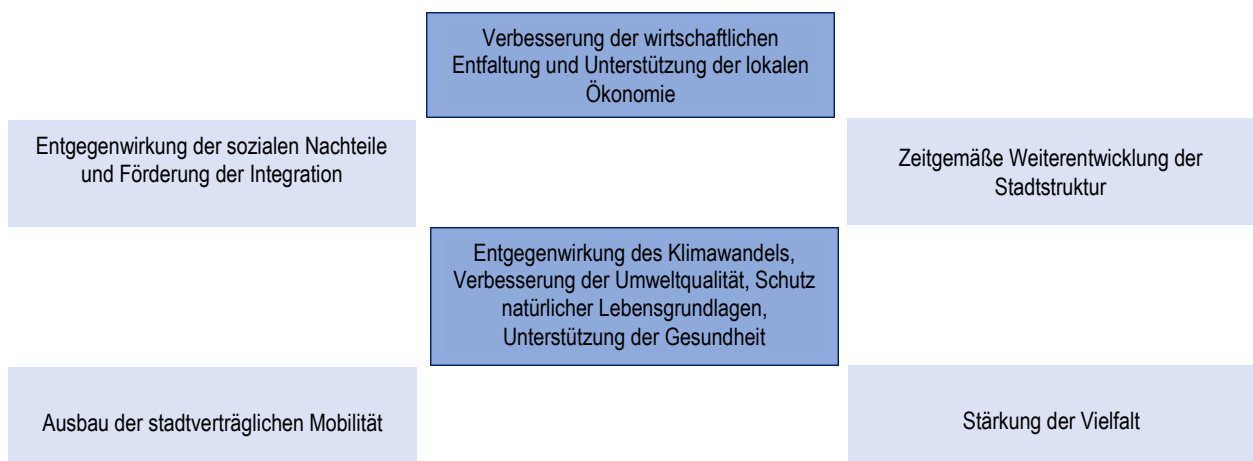 Verbesserung der wirtschaftlichen
Entfaltung und Unterstützung der lokalen
Ökonomie
Entgegenwirkung der sozialen Nachteile
und Förderung der Integration
Zeitgemäße Weiterentwicklung der
Stadtstruktur
Entgegenwirkung des Klimawandels,
Verbesserung der Umweltqualität, Schutz
natürlicher Lebensgrundlagen,
Unterstützung der Gesundheit
Ausbau der stadtverträglichen Mobilität
Stärkung der Vielfalt